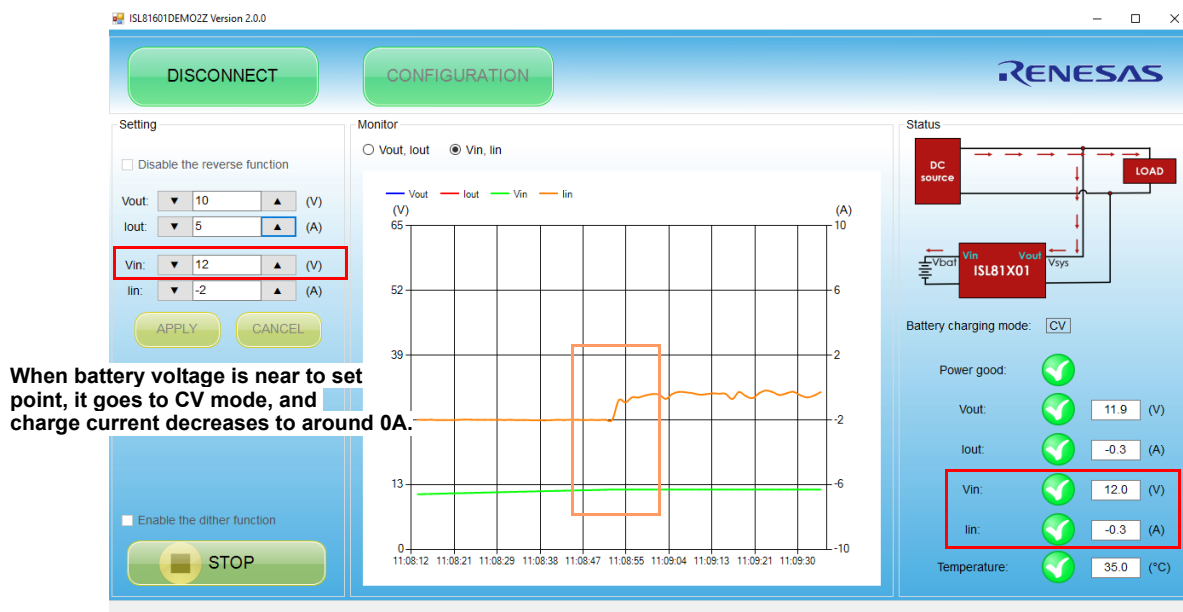 ISL81601DEMO2Z Version 2.0.0
DISCONNECT
CONFIGURATION
RENESAS
Setting
Disable the reverse function
Vout: ▼ 10 ▲ (V)
Iout: ▼ 5 ▲ (A)
Vin: ▼ 12 ▲ (V)
Iin: ▼ -2 ▲ (A)
APPLY
CANCEL
When battery voltage is near to set
point, it goes to CV mode, and
charge current decreases to around 0A.
Enable the dither function
STOP
Monitor
Vout, Iout
Vin, Iin
Vout Iout Vin Iin
(V)
(A)
65
52
39
13
0
10
6
2
-2
-6
-10
11:08:12 11:08:21 11:08:29 11:08:38 11:08:47 11:08:55 11:09:04 11:09:13 11:09:21 11:09:30
Status
DC
source
LOAD
Vbat
Vin
Vout
Vsys
ISL81X01
Battery charging mode: CV
Power good:
Vout: 11.9 (V)
Iout: -0.3 (A)
Vin: 12.0 (V)
Iin: -0.3 (A)
Temperature: 35.0 (°C)